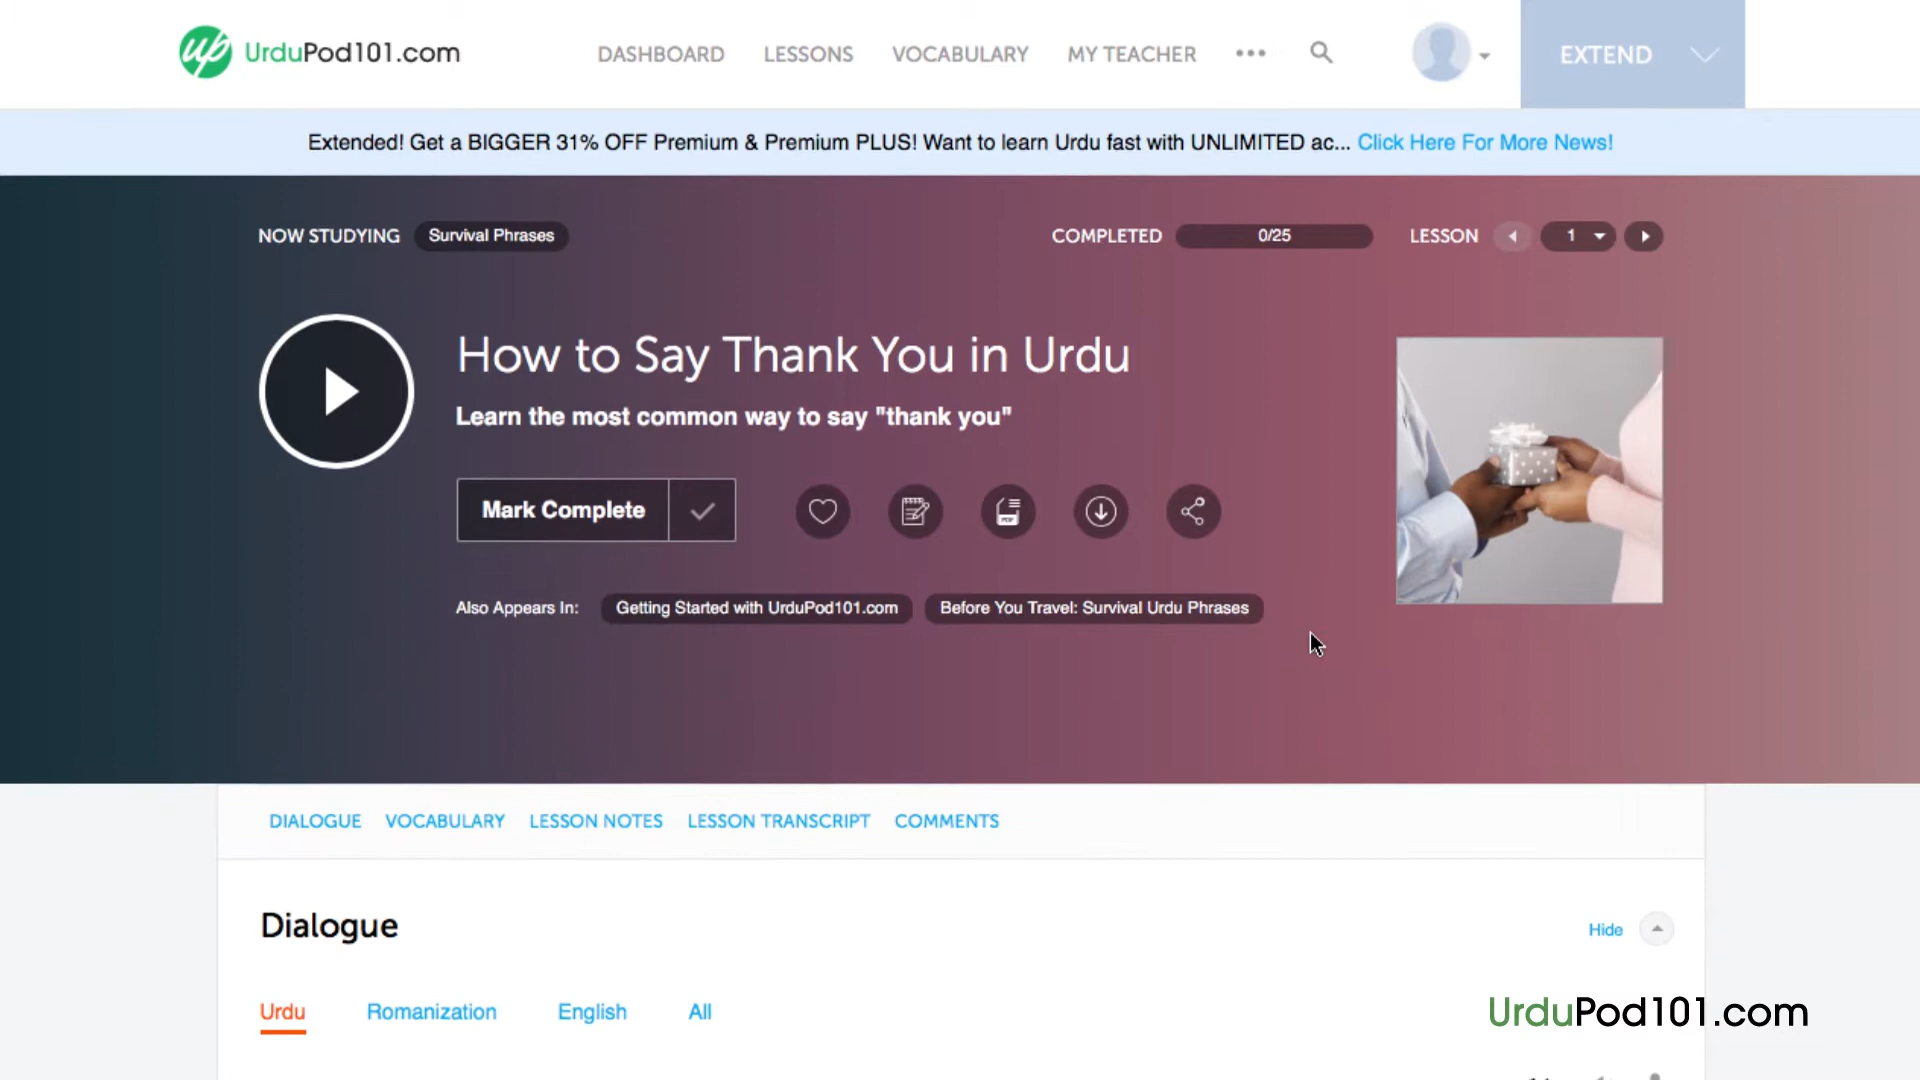 UrduPod101.com
DASHBOARD LESSONS VOCABULARY MY TEACHER
EXTEND
Extended! Get a BIGGER 31% OFF Premium & Premium PLUS! Want to learn Urdu fast with UNLIMITED ac... Click Here For More News!
NOW STUDYING Survival Phrases COMPLETED 0/25 LESSON 1
How to Say Thank You in Urdu
Learn the most common way to say "thank you"
Mark Complete
PDF
Also Appears In: Getting Started with UrduPod101.com Before You Travel: Survival Urdu Phrases
DIALOGUE VOCABULARY LESSON NOTES LESSON TRANSCRIPT COMMENTS
Dialogue
Hide
Urdu Romanization English All
UrduPod101.com